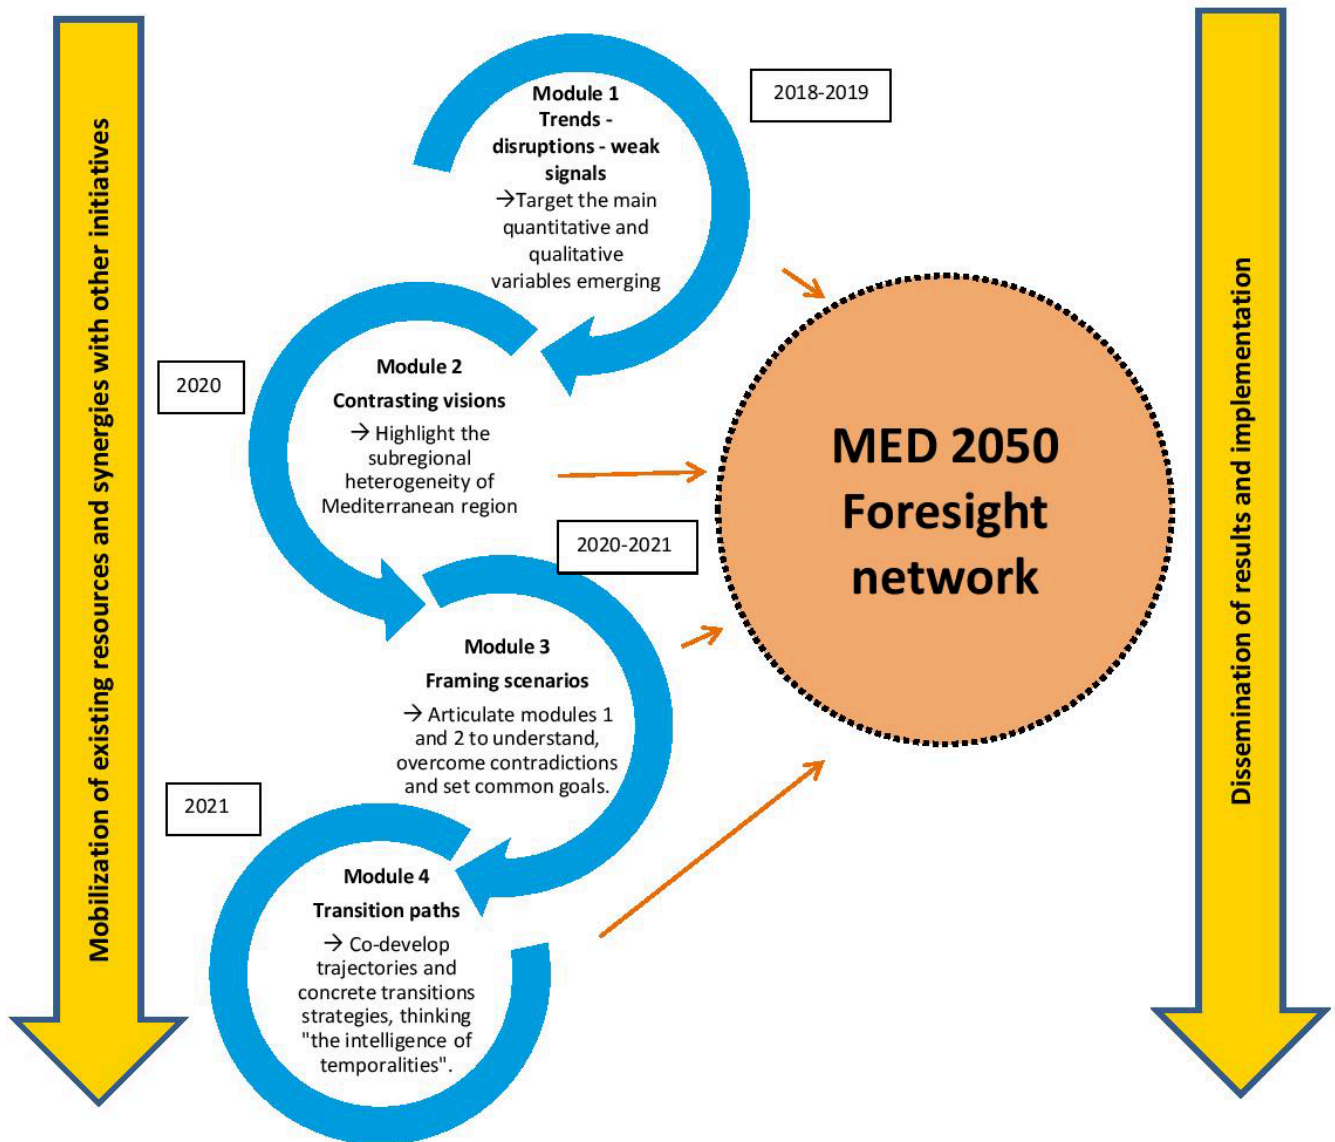 Mobilization of existing resources and synergies with other initiatives
Module 1
Trends -
disruptions - weak
signals
→Target the main
quantitative and
qualitative
variables emerging
2018-2019
2020
Module 2
Contrasting visions
→ Highlight the
subregional
heterogeneity of
Mediterranean region
2020-2021
Module 3
Framing scenarios
→ Articulate modules 1
and 2 to understand,
overcome contradictions
and set common goals.
2021
Module 4
Transition paths
→ Co-develop
trajectories and
concrete transitions
strategies, thinking
"the intelligence of
temporalities".
MED 2050
Foresight
network
Dissemination of results and implementation